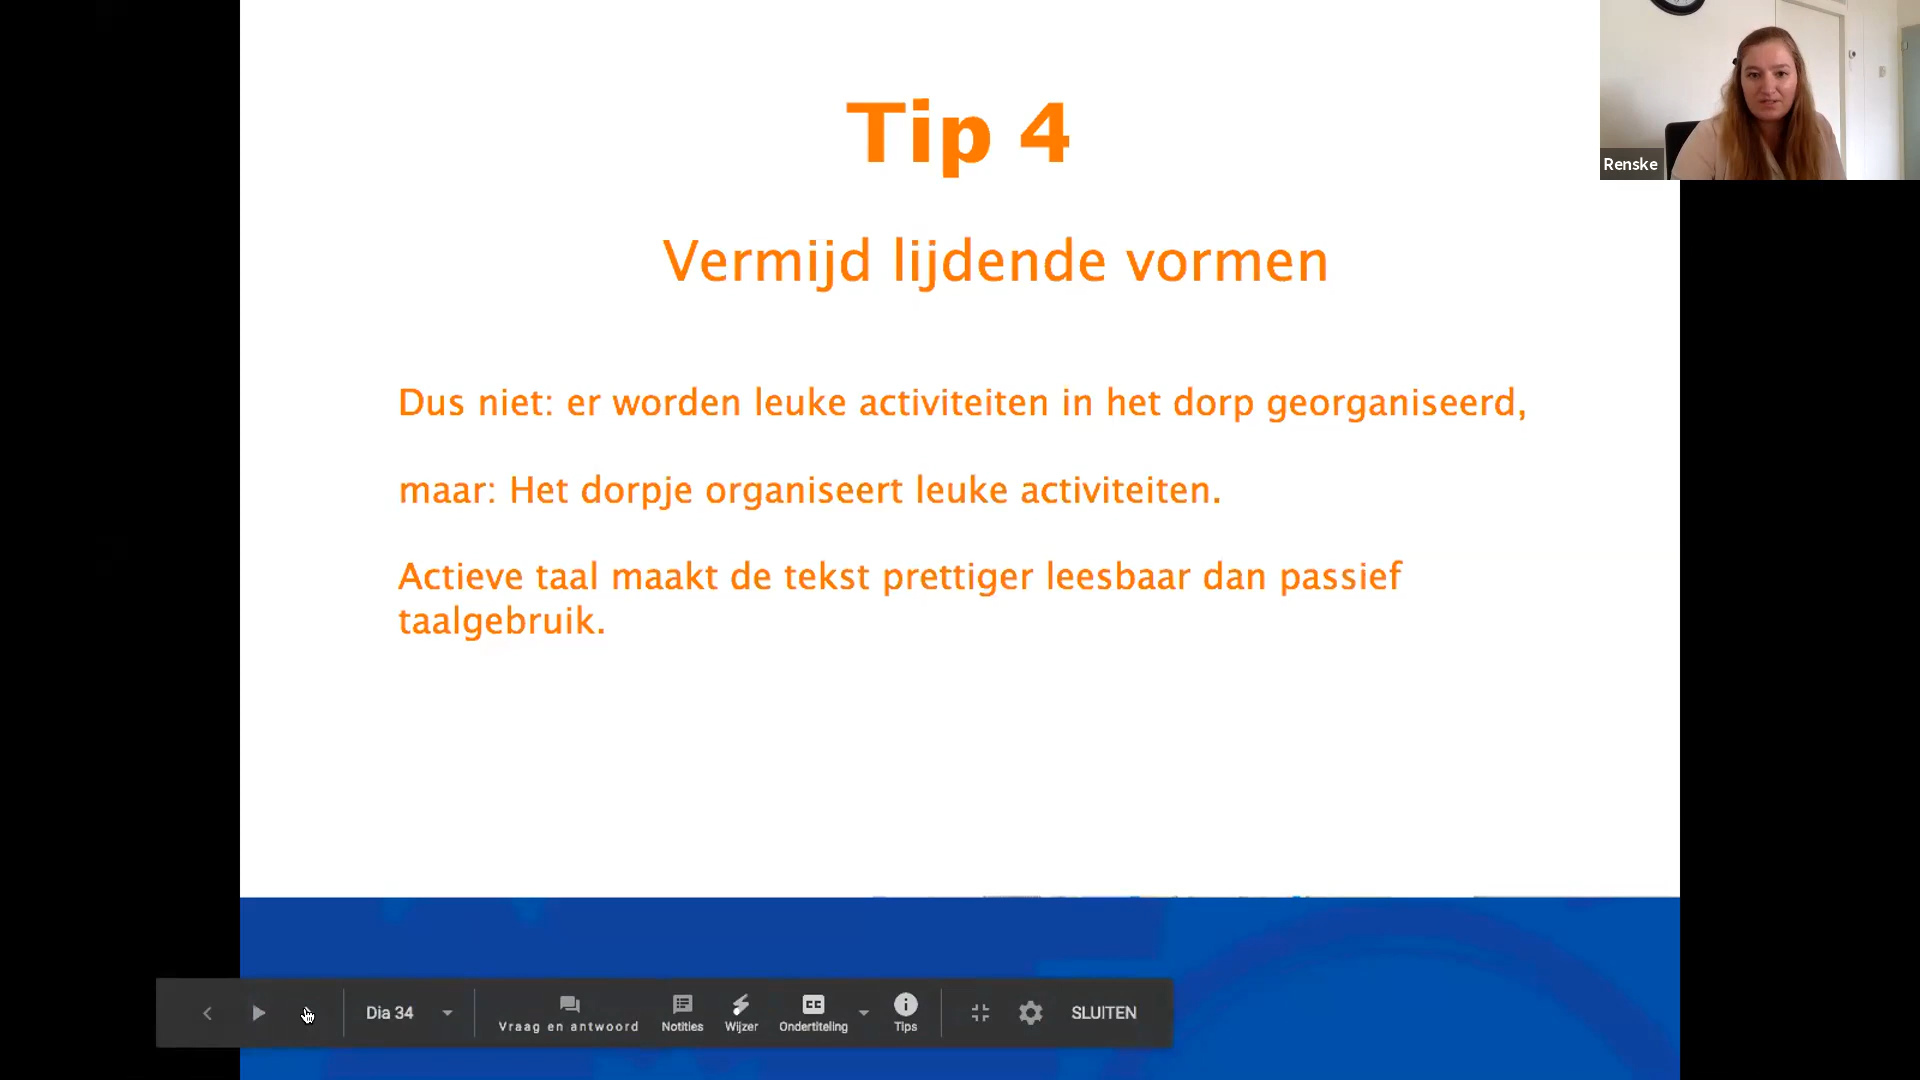 Tip 4
Renske
Vermijd lijdende vormen
Dus niet: er worden leuke activiteiten in het dorp georganiseerd,
maar: Het dorpje organiseert leuke activiteiten.
Actieve taal maakt de tekst prettiger leesbaar dan passief
taalgebruik.
Dia 34
Vraag en antwoord
Notities
Wijzer
Ondertiteling
Tips
SLUITEN